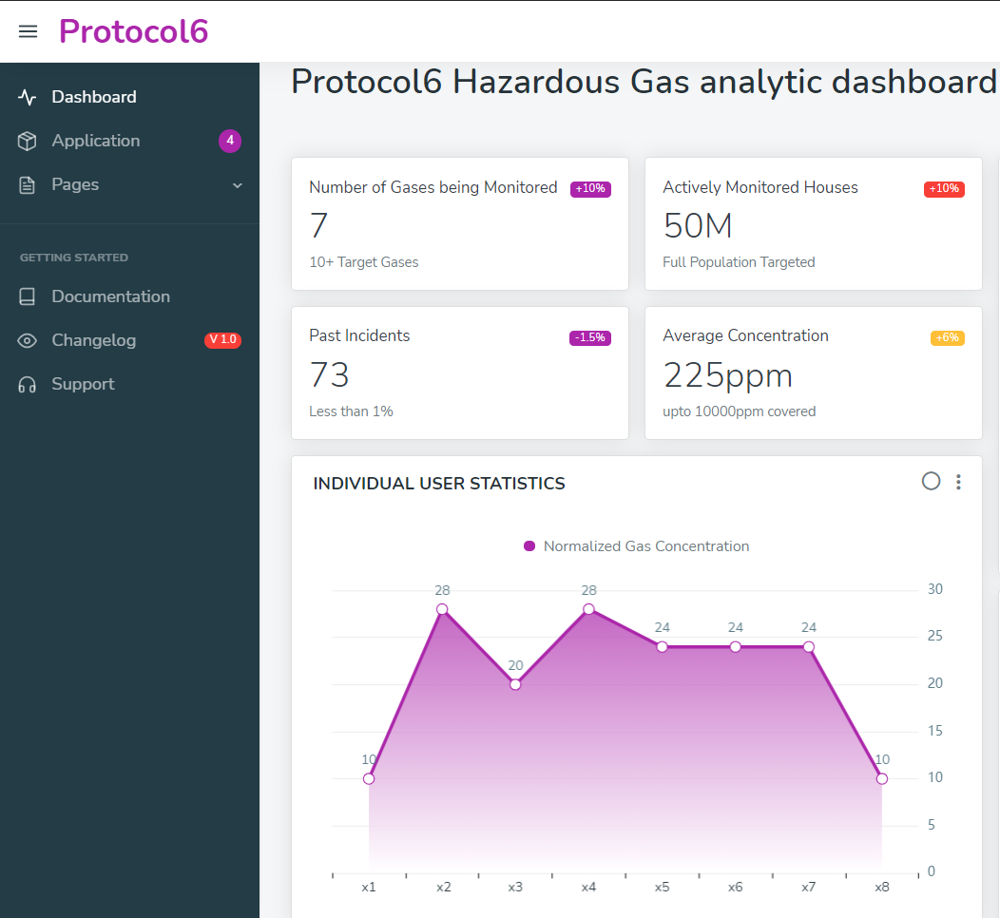 Protocol6
Dashboard
Application 4
Pages
GETTING STARTED
Documentation
Changelog V 1.0
Support
Protocol6 Hazardous Gas analytic dashboard
Number of Gases being Monitored +10%
7
10+ Target Gases
Actively Monitored Houses +10%
50M
Full Population Targeted
Past Incidents -1.5%
73
Less than 1%
Average Concentration +6%
225ppm
upto 10000ppm covered
INDIVIDUAL USER STATISTICS
Normalized Gas Concentration
10 28 20 28 24 24 24 10
30
25
20
15
10
5
0
x1 x2 x3 x4 x5 x6 x7 x8